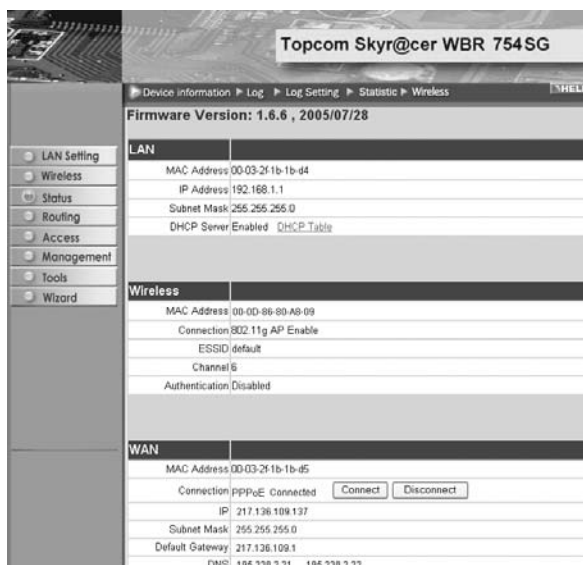 Topcom Skyr@cer WBR 754SG
Device information Log Log Setting Statistic Wireless HEL
Firmware Version: 1.6.6 , 2005/07/28
LAN Setting
Wireless
Status
Routing
Access
Management
Tools
Wizard
LAN
MAC Address 00-03-2f-1b-1b-d4
IP Address 192.168.1.1
Subnet Mask 255.255.255.0
DHCP Server Enabled DHCP Table
Wireless
MAC Address 00-0D-86-80-A8-09
Connection 802.11g AP Enable
ESSID default
Channel 6
Authentication Disabled
WAN
MAC Address 00-03-2f-1b-1b-d5
Connection PPPoE Connected Connect Disconnect
IP 217.136.109.137
Subnet Mask 255.255.255.0
Default Gateway 217.136.109.1
DNS